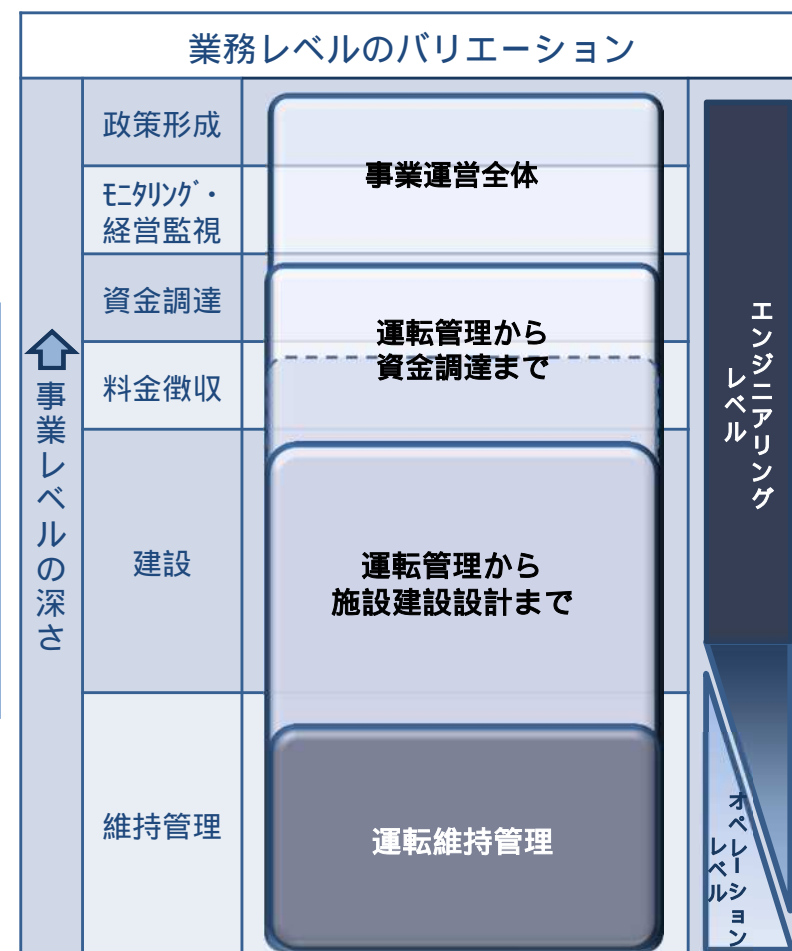 業務レベルのバリエーション
事業レベルの深さ
政策形成
ﾓﾆﾀﾘﾝｸﾞ・
経営監視
資金調達
料金徴収
建設
維持管理
事業運営全体
運転管理から
資金調達まで
運転管理から
施設建設設計まで
運転維持管理
エンジニアリング
レベル
オペレーション
レベル